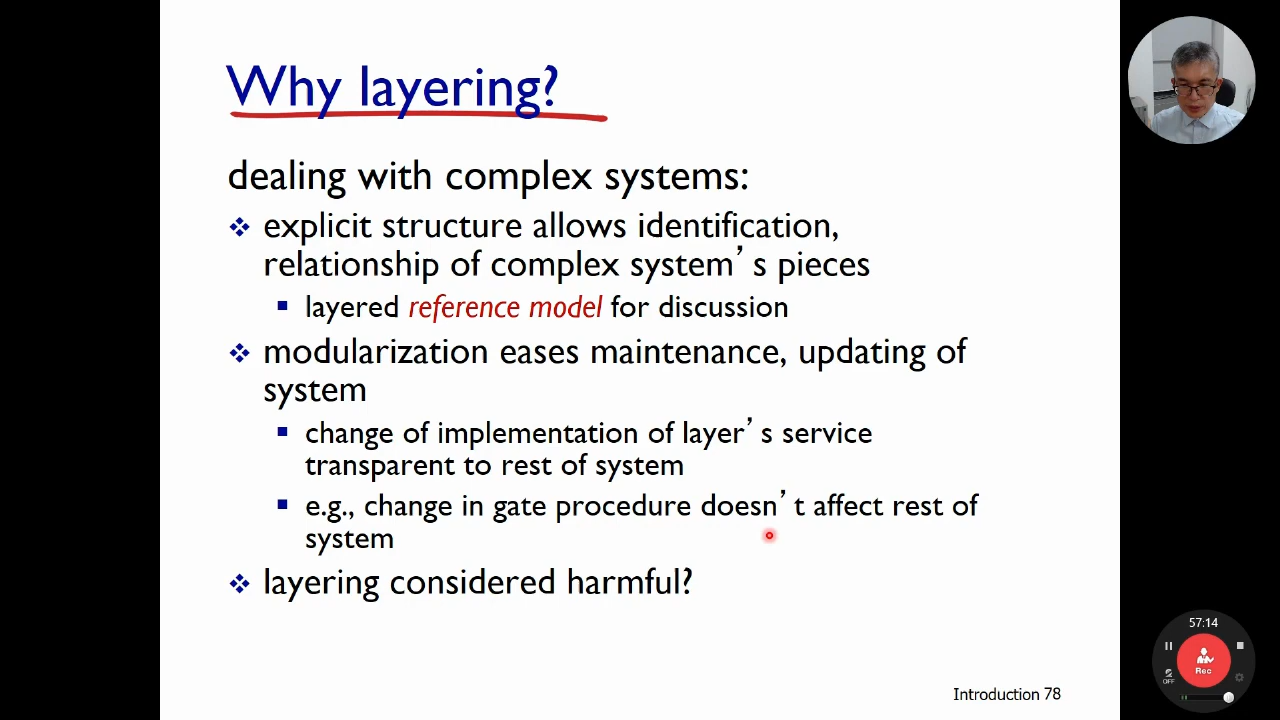 Why layering?
dealing with complex systems:
explicit structure allows identification,
relationship of complex system’s pieces
layered reference model for discussion
modularization eases maintenance, updating of
system
change of implementation of layer’s service
transparent to rest of system
e.g., change in gate procedure doesn’t affect rest of
system
layering considered harmful?
Introduction 78
57:14
Rec
OFF